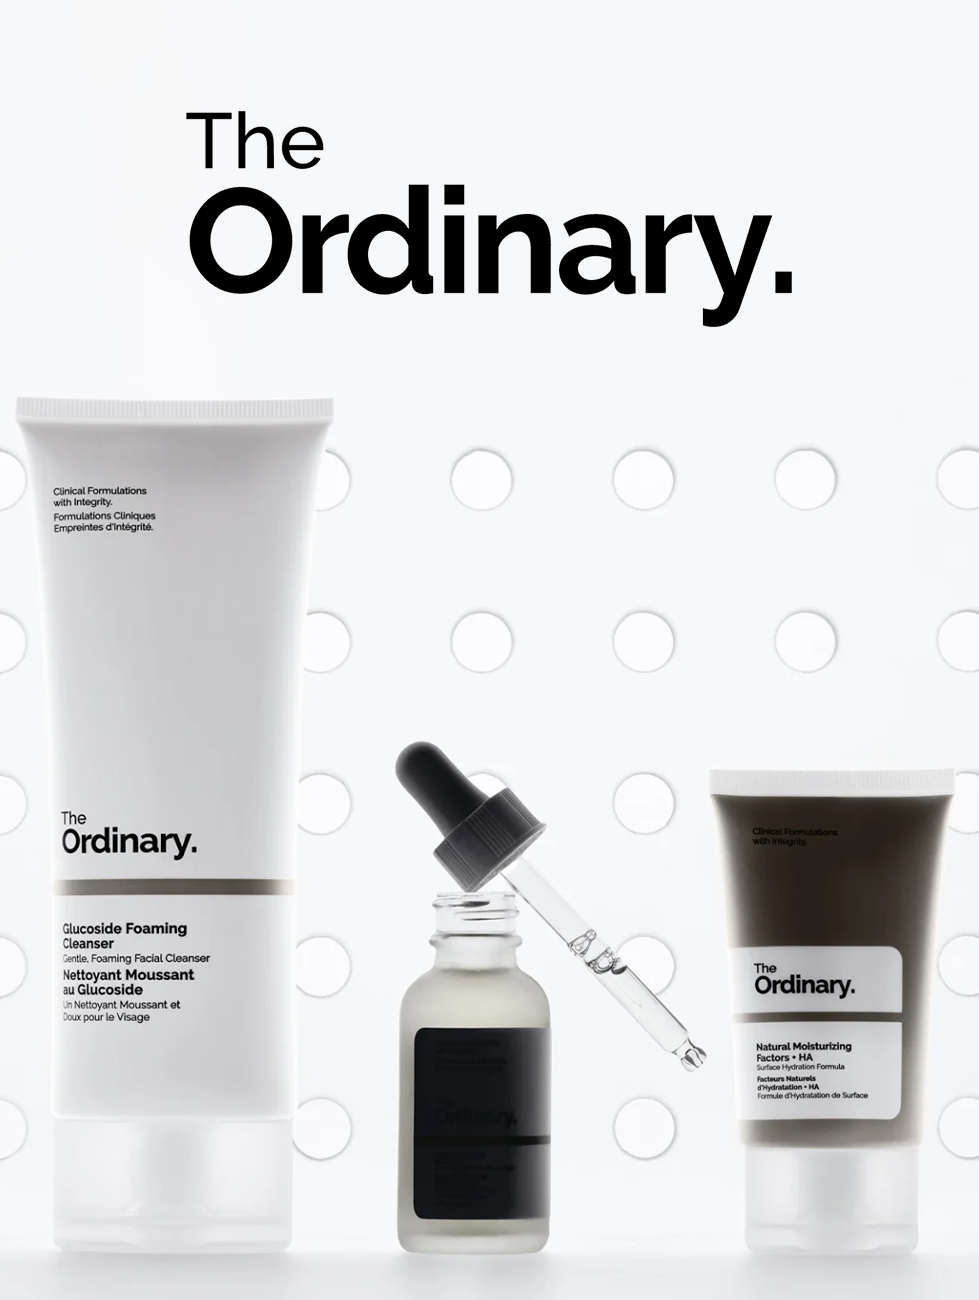 The
Ordinary.
Clinical Formulations
with Integrity.
Formulations Cliniques
Empreintes d'Intégrité.
The
Ordinary.
Glucoside Foaming
Cleanser
Gentle, Foaming Facial Cleanser
Nettoyant Moussant
au Glucoside
Un Nettoyant Moussant et
Doux pour le Visage
The
Ordinary.
Clinical Formulations
with Integrity.
The
Ordinary.
Natural Moisturizing
Factors + HA
Surface Hydration Formula
Facteurs Naturels
d'Hydratation + HA
Formule d'Hydratation de Surface